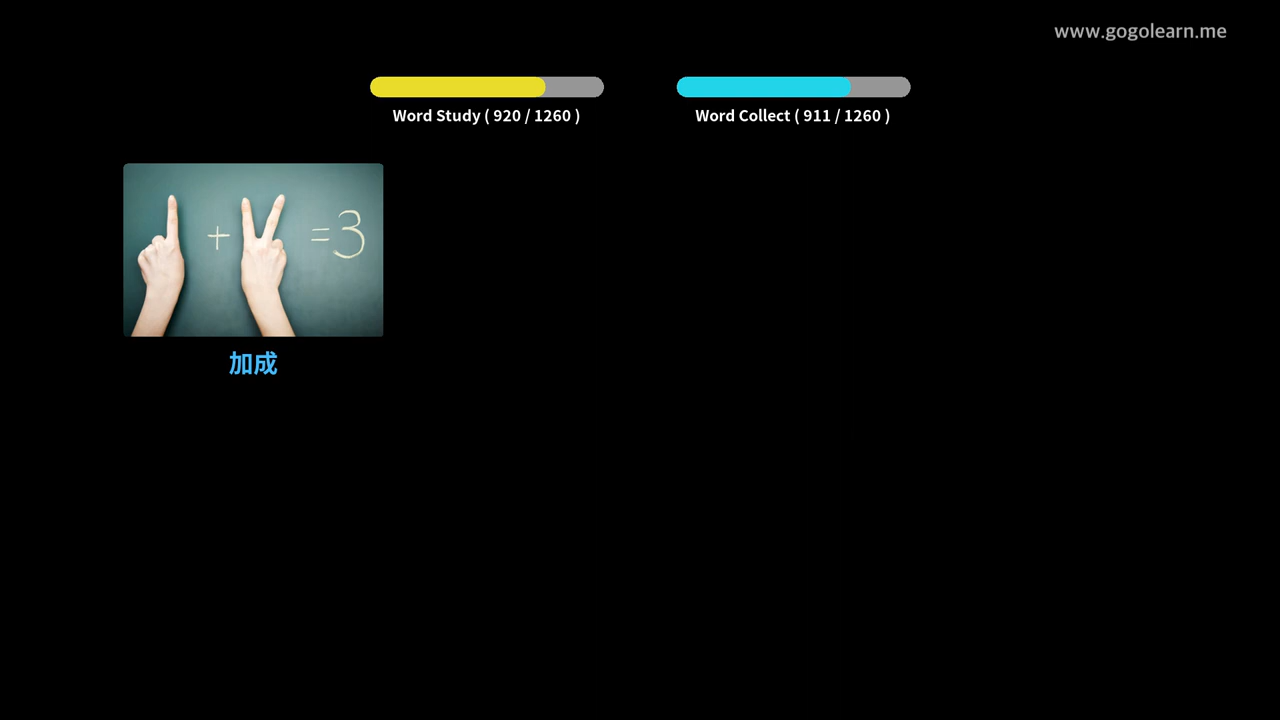 www.gogolearn.me
Word Study ( 920 / 1260 )
Word Collect ( 911 / 1260 )
+ =3
加成